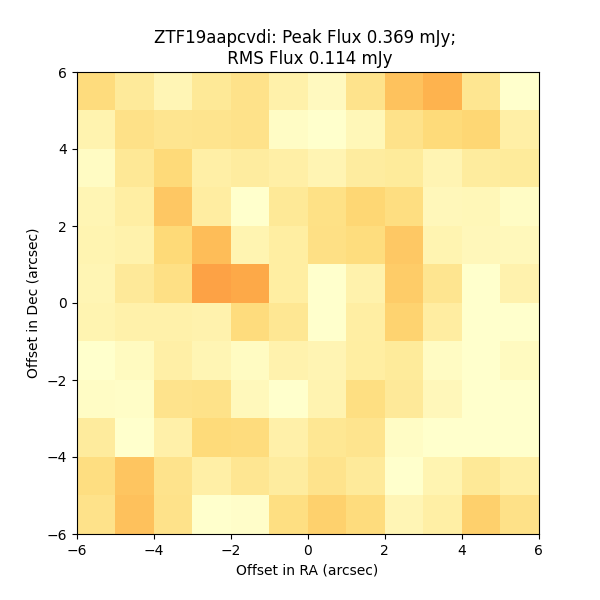 ZTF19aapcvdi: Peak Flux 0.369 mJy;
RMS Flux 0.114 mJy
6
4
2
0
−2
−4
−6
Offset in Dec (arcsec)
−6 −4 −2 0 2 4 6
Offset in RA (arcsec)